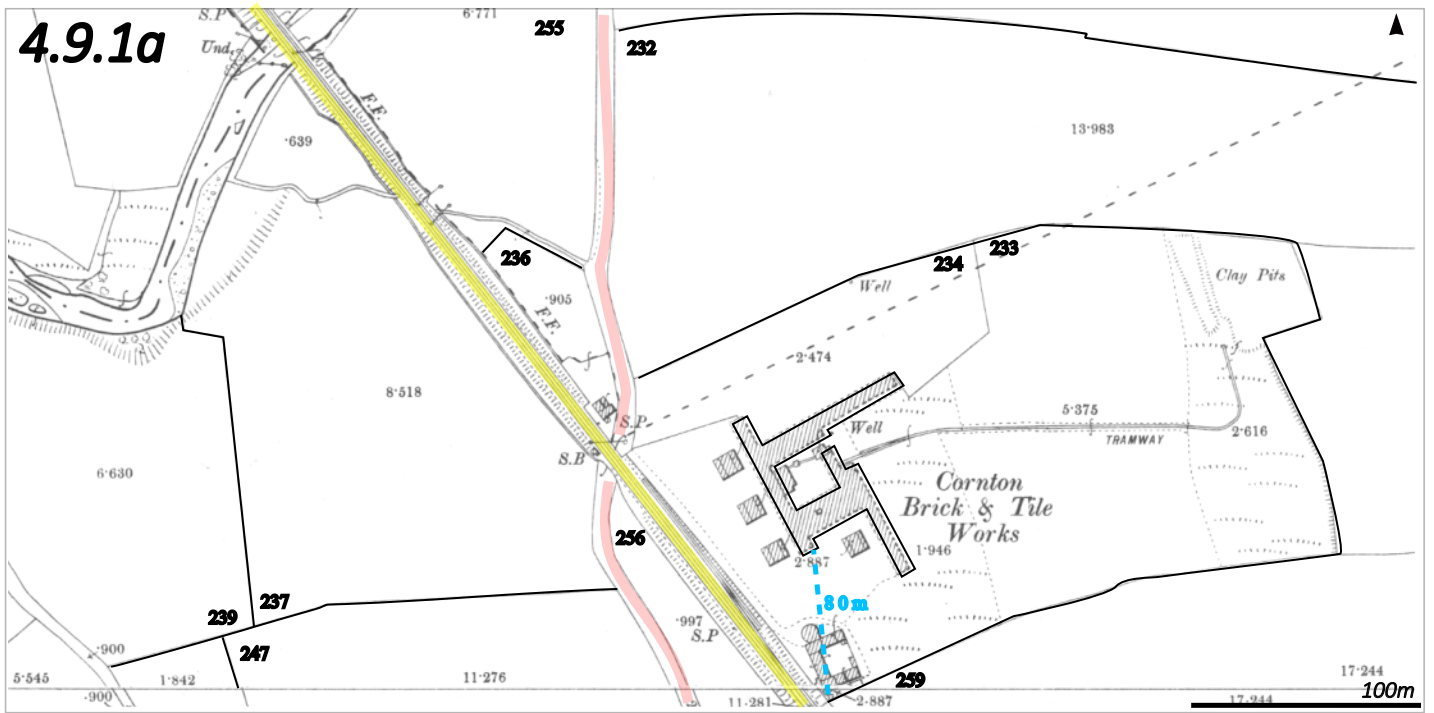 4.9.1a
S.P
6·771
255
232
Und.
F.F.
·639
13·983
236
234
233
Well
Clay Pits
·905
F.F.
2·474
8·518
S.P
Well
5·375
TRAMWAY
2·616
S.B
6·630
Cornton
Brick & Tile
Works
256
1·946
2·887
80m
237
239
·997
S.P
247
·900
259
5·545
1·842
11·276
17·244
·900
11·281
2·887
17·244
100m